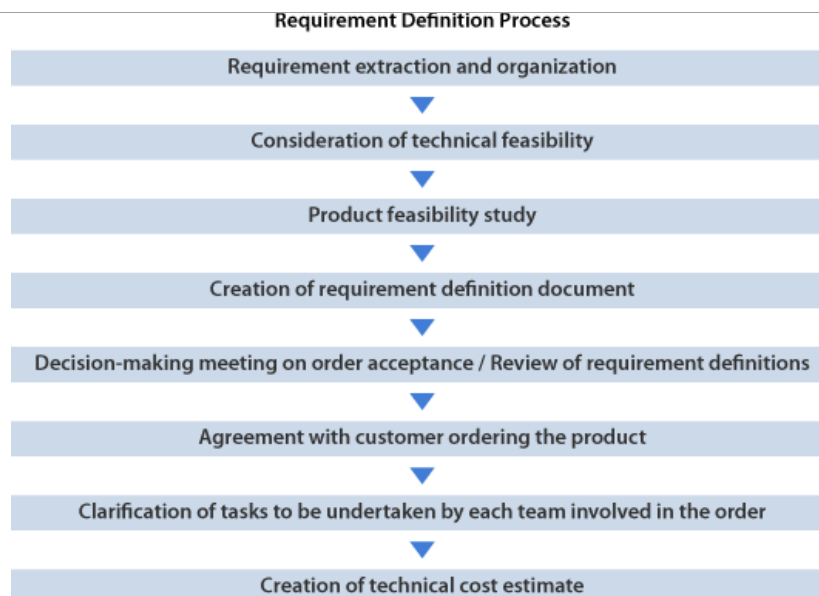 Requirement Definition Process
Requirement extraction and organization
Consideration of technical feasibility
Product feasibility study
Creation of requirement definition document
Decision-making meeting on order acceptance / Review of requirement definitions
Agreement with customer ordering the product
Clarification of tasks to be undertaken by each team involved in the order
Creation of technical cost estimate